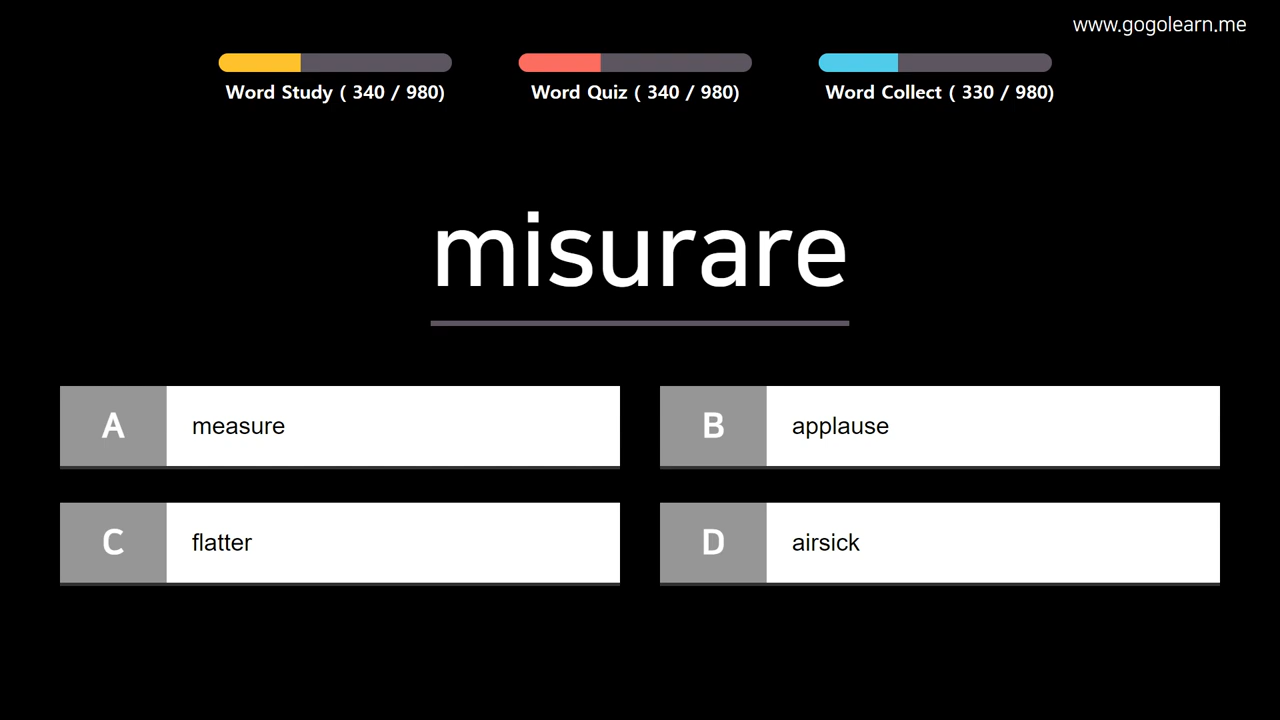 www.gogolearn.me
Word Study ( 340 / 980)
Word Quiz ( 340 / 980)
Word Collect ( 330 / 980)
misurare
A measure
B applause
C flatter
D airsick